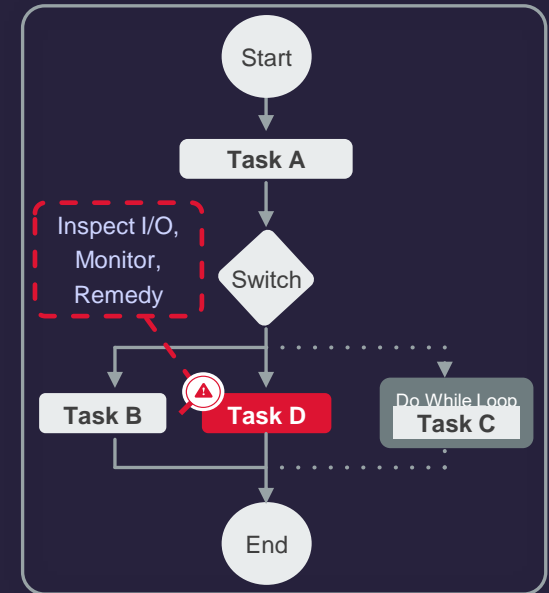 Start
Task A
Inspect I/O,
Monitor,
Remedy
Switch
Task B
Task D
Do While Loop
Task C
End